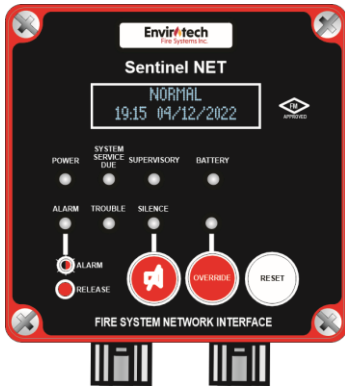 Envirotech
Fire Systems Inc.
Sentinel NET
NORMAL
19:15 04/12/2022
FM
APPROVED
POWER
SYSTEM
SERVICE
DUE
SUPERVISORY
BATTERY
ALARM
TROUBLE
SILENCE
ALARM
RELEASE
OVERRIDE
RESET
FIRE SYSTEM NETWORK INTERFACE